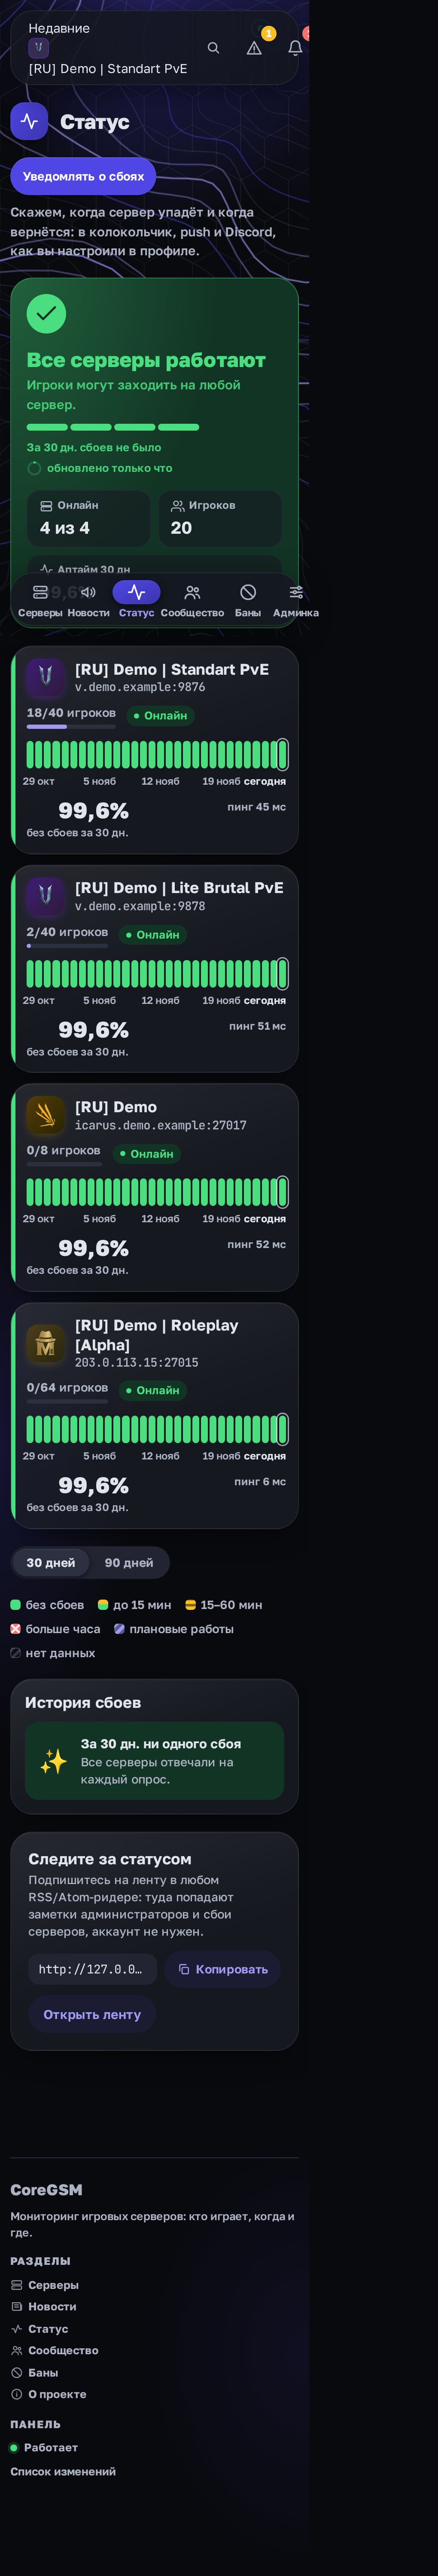 Недавние
[RU] Demo | Standart PvE
1
Статус
Уведомлять о сбоях
Скажем, когда сервер упадёт и когда
вернётся: в колокольчик, push и Discord,
как вы настроили в профиле.
Все серверы работают
Игроки могут заходить на любой
сервер.
За 30 дн. сбоев не было
обновлено только что
Онлайн
4 из 4
Игроков
20
Аптайм 30 дн
Серверы
Новости
Статус
Сообщество
Баны
Админка
[RU] Demo | Standart PvE
v.demo.example:9876
18/40 игроков
Онлайн
29 окт 5 нояб 12 нояб 19 нояб сегодня
99,6%
без сбоев за 30 дн.
пинг 45 мс
[RU] Demo | Lite Brutal PvE
v.demo.example:9878
2/40 игроков
Онлайн
29 окт 5 нояб 12 нояб 19 нояб сегодня
99,6%
без сбоев за 30 дн.
пинг 51 мс
[RU] Demo
icarus.demo.example:27017
0/8 игроков
Онлайн
29 окт 5 нояб 12 нояб 19 нояб сегодня
99,6%
без сбоев за 30 дн.
пинг 52 мс
[RU] Demo | Roleplay
[Alpha]
203.0.113.15:27015
0/64 игроков
Онлайн
29 окт 5 нояб 12 нояб 19 нояб сегодня
99,6%
без сбоев за 30 дн.
пинг 6 мс
30 дней
90 дней
без сбоев
до 15 мин
15–60 мин
больше часа
плановые работы
нет данных
История сбоев
За 30 дн. ни одного сбоя
Все серверы отвечали на
каждый опрос.
Следите за статусом
Подпишитесь на ленту в любом
RSS/Atom-ридере: туда попадают
заметки администраторов и сбои
серверов, аккаунт не нужен.
http://127.0.0…
Копировать
Открыть ленту
CoreGSM
Мониторинг игровых серверов: кто играет, когда и
где.
РАЗДЕЛЫ
Серверы
Новости
Статус
Сообщество
Баны
О проекте
ПАНЕЛЬ
Работает
Список изменений